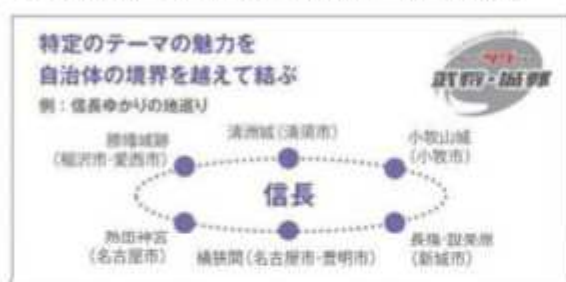 特定のテーマの魅力を
自治体の境界を越えて結ぶ
例：信長ゆかりの地巡り
武将・城郭
勝幡城跡
（稲沢市・愛西市）
清洲城（清須市）
小牧山城
（小牧市）
信長
熱田神宮
（名古屋市）
桶狭間（名古屋市・豊明市）
長篠・設楽原
（新城市）